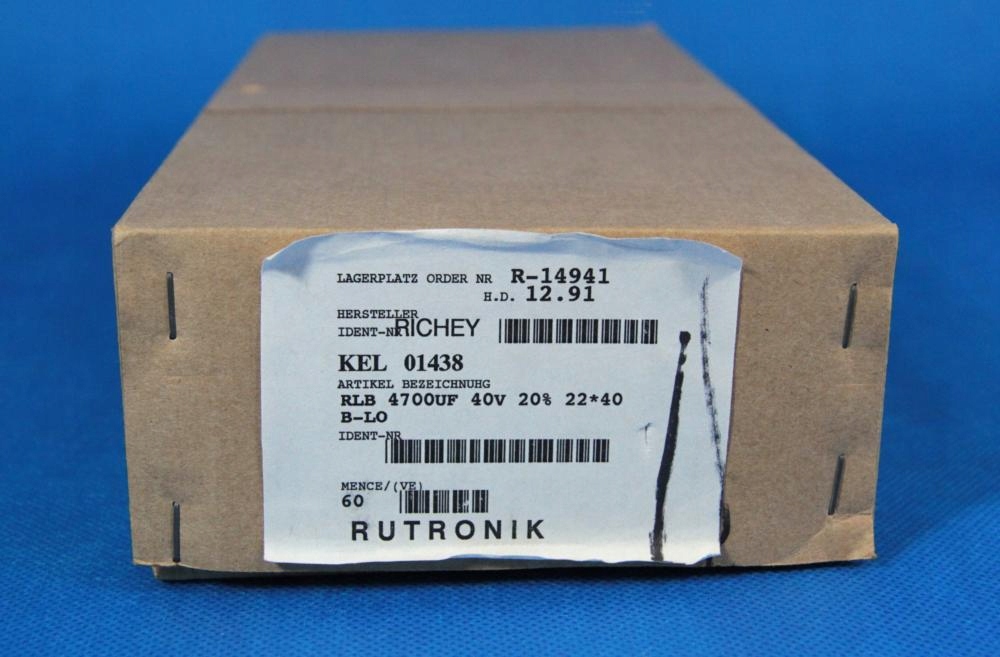 LAGERPLATZ ORDER NR R-14941
H.D. 12.91
HERSTELLER
IDENT-NR RICHEY
KEL 01438
ARTIKEL BEZEICHNUHG
RLB 4700UF 40V 20% 22*40
B-LO
IDENT-NR
MENCE/(VE)
60
RUTRONIK